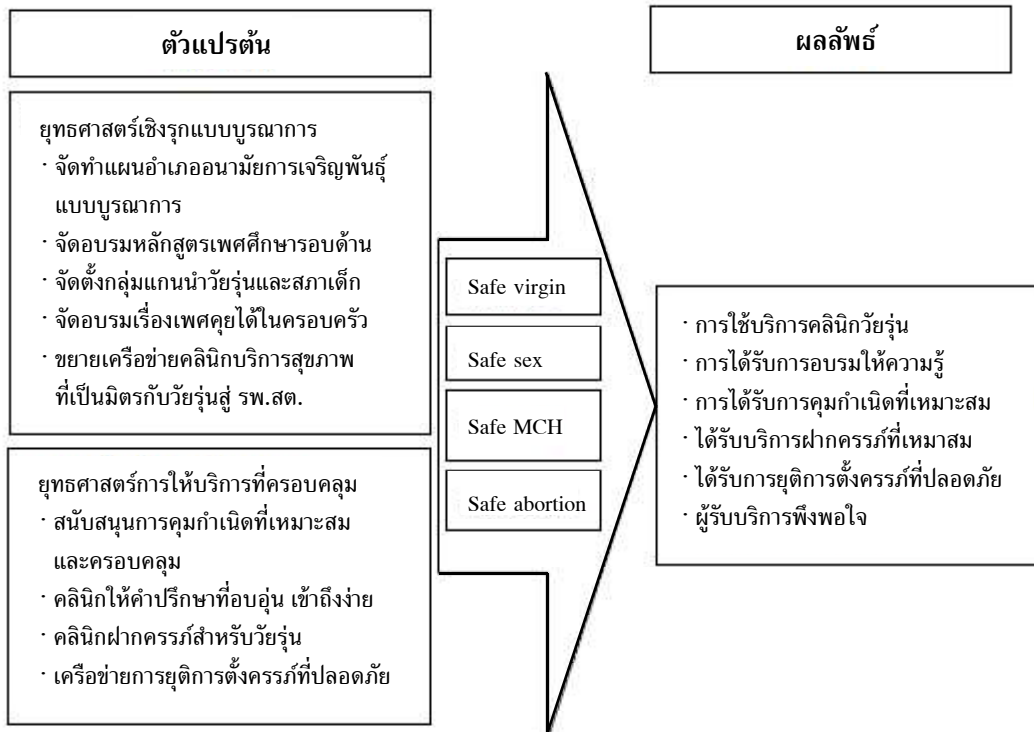 ตัวแปรต้น
ผลลัพธ์
ยุทธศาสตร์เชิงรุกแบบบูรณาการ
· จัดทำแผนอำเภออนามัยการเจริญพันธุ์
แบบบูรณาการ
· จัดอบรมหลักสูตรเพศศึกษารอบด้าน
· จัดตั้งกลุ่มแกนนำวัยรุ่นและสภาเด็ก
· จัดอบรมเรื่องเพศคุยได้ในครอบครัว
· ขยายเครือข่ายคลินิกบริการสุขภาพ
ที่เป็นมิตรกับวัยรุ่นสู่ รพ.สต.
ยุทธศาสตร์การให้บริการที่ครอบคลุม
· สนับสนุนการคุมกำเนิดที่เหมาะสม
และครอบคลุม
· คลินิกให้คำปรึกษาที่อบอุ่น เข้าถึงง่าย
· คลินิกฝากครรภ์สำหรับวัยรุ่น
· เครือข่ายการยุติการตั้งครรภ์ที่ปลอดภัย
Safe virgin
Safe sex
Safe MCH
Safe abortion
· การใช้บริการคลินิกวัยรุ่น
· การได้รับการอบรมให้ความรู้
· การได้รับการคุมกำเนิดที่เหมาะสม
· ได้รับบริการฝากครรภ์ที่เหมาสม
· ได้รับการยุติการตั้งครรภ์ที่ปลอดภัย
· ผู้รับบริการพึงพอใจ